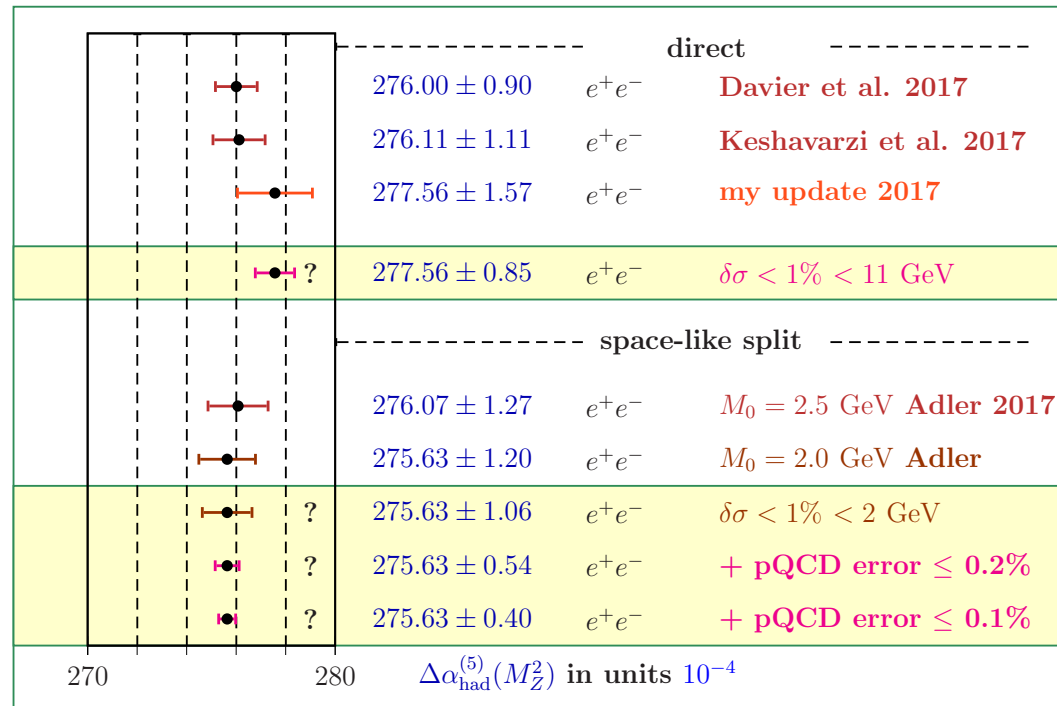 direct
276.00 ± 0.90 e⁺e⁻ Davier et al. 2017
276.11 ± 1.11 e⁺e⁻ Keshavarzi et al. 2017
277.56 ± 1.57 e⁺e⁻ my update 2017
? 277.56 ± 0.85 e⁺e⁻ δσ < 1% < 11 GeV
space-like split
276.07 ± 1.27 e⁺e⁻ M₀ = 2.5 GeV Adler 2017
275.63 ± 1.20 e⁺e⁻ M₀ = 2.0 GeV Adler
? 275.63 ± 1.06 e⁺e⁻ δσ < 1% < 2 GeV
? 275.63 ± 0.54 e⁺e⁻ + pQCD error ≤ 0.2%
? 275.63 ± 0.40 e⁺e⁻ + pQCD error ≤ 0.1%
270 280 Δα_had^(5)(M_Z^2) in units 10⁻⁴